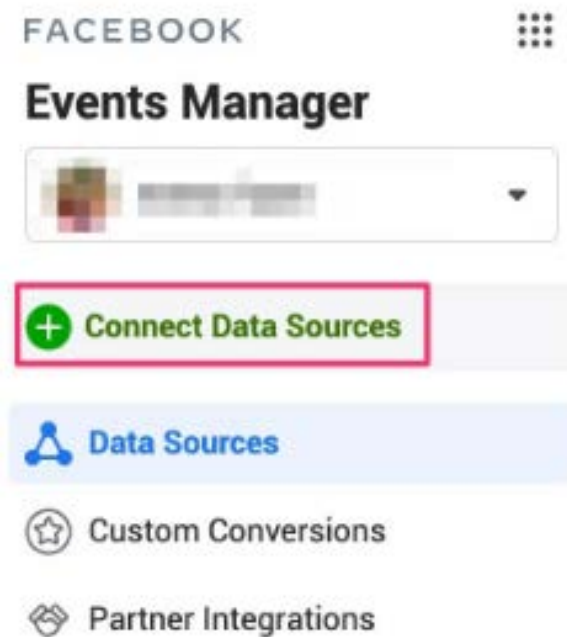 FACEBOOK
Events Manager
Connect Data Sources
Data Sources
Custom Conversions
Partner Integrations